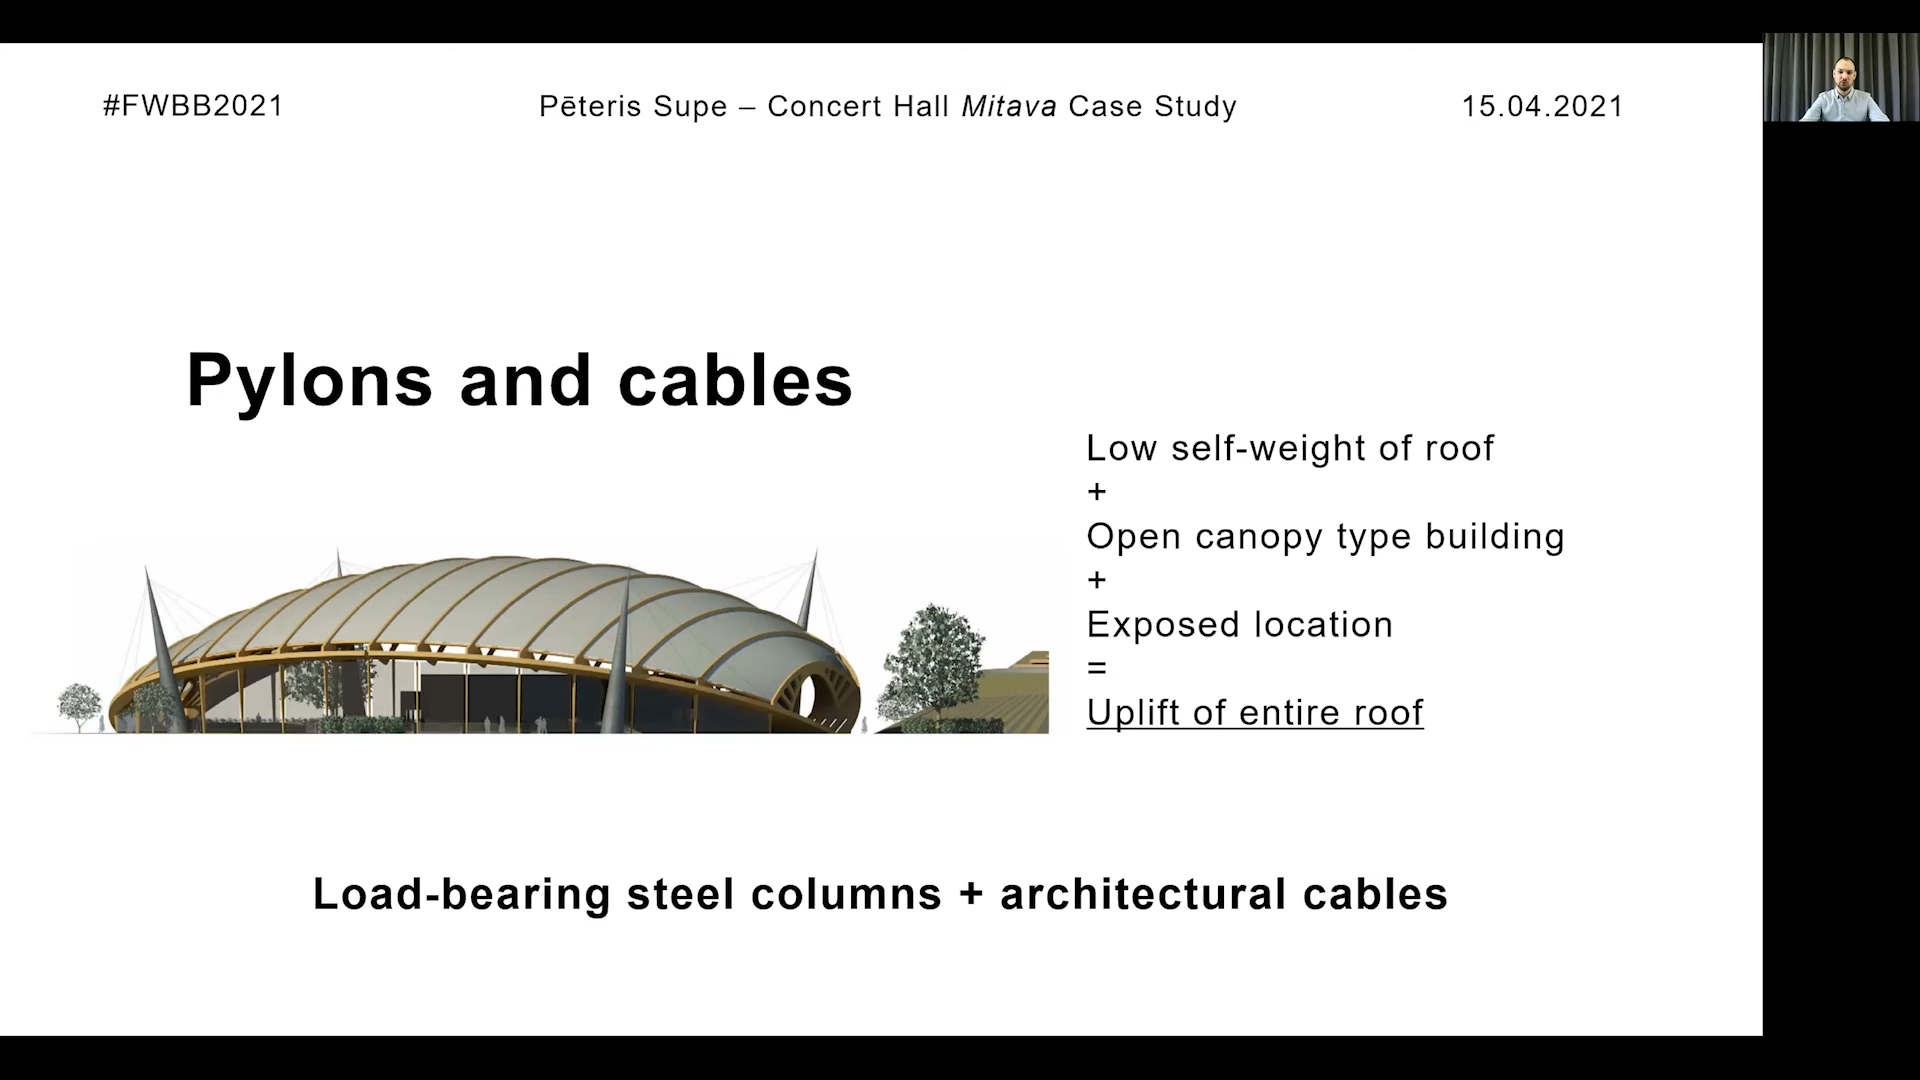 #FWBB2021
Pēteris Supe – Concert Hall Mitava Case Study
15.04.2021
Pylons and cables
Low self-weight of roof
+
Open canopy type building
+
Exposed location
=
Uplift of entire roof
Load-bearing steel columns + architectural cables